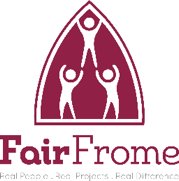 FairFrome
Real People . Real Projects . Real Difference